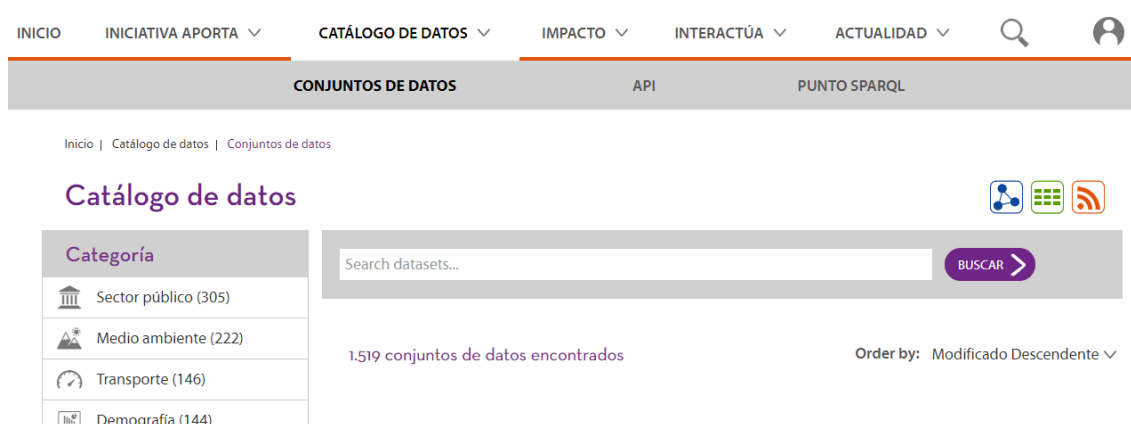 INICIO INICIATIVA APORTA CATÁLOGO DE DATOS IMPACTO INTERACTÚA ACTUALIDAD
CONJUNTOS DE DATOS API PUNTO SPARQL
Inicio | Catálogo de datos | Conjuntos de datos
Catálogo de datos
Categoría
Sector público (305)
Medio ambiente (222)
Transporte (146)
Demografía (144)
Search datasets...
BUSCAR
1.519 conjuntos de datos encontrados
Order by: Modificado Descendente